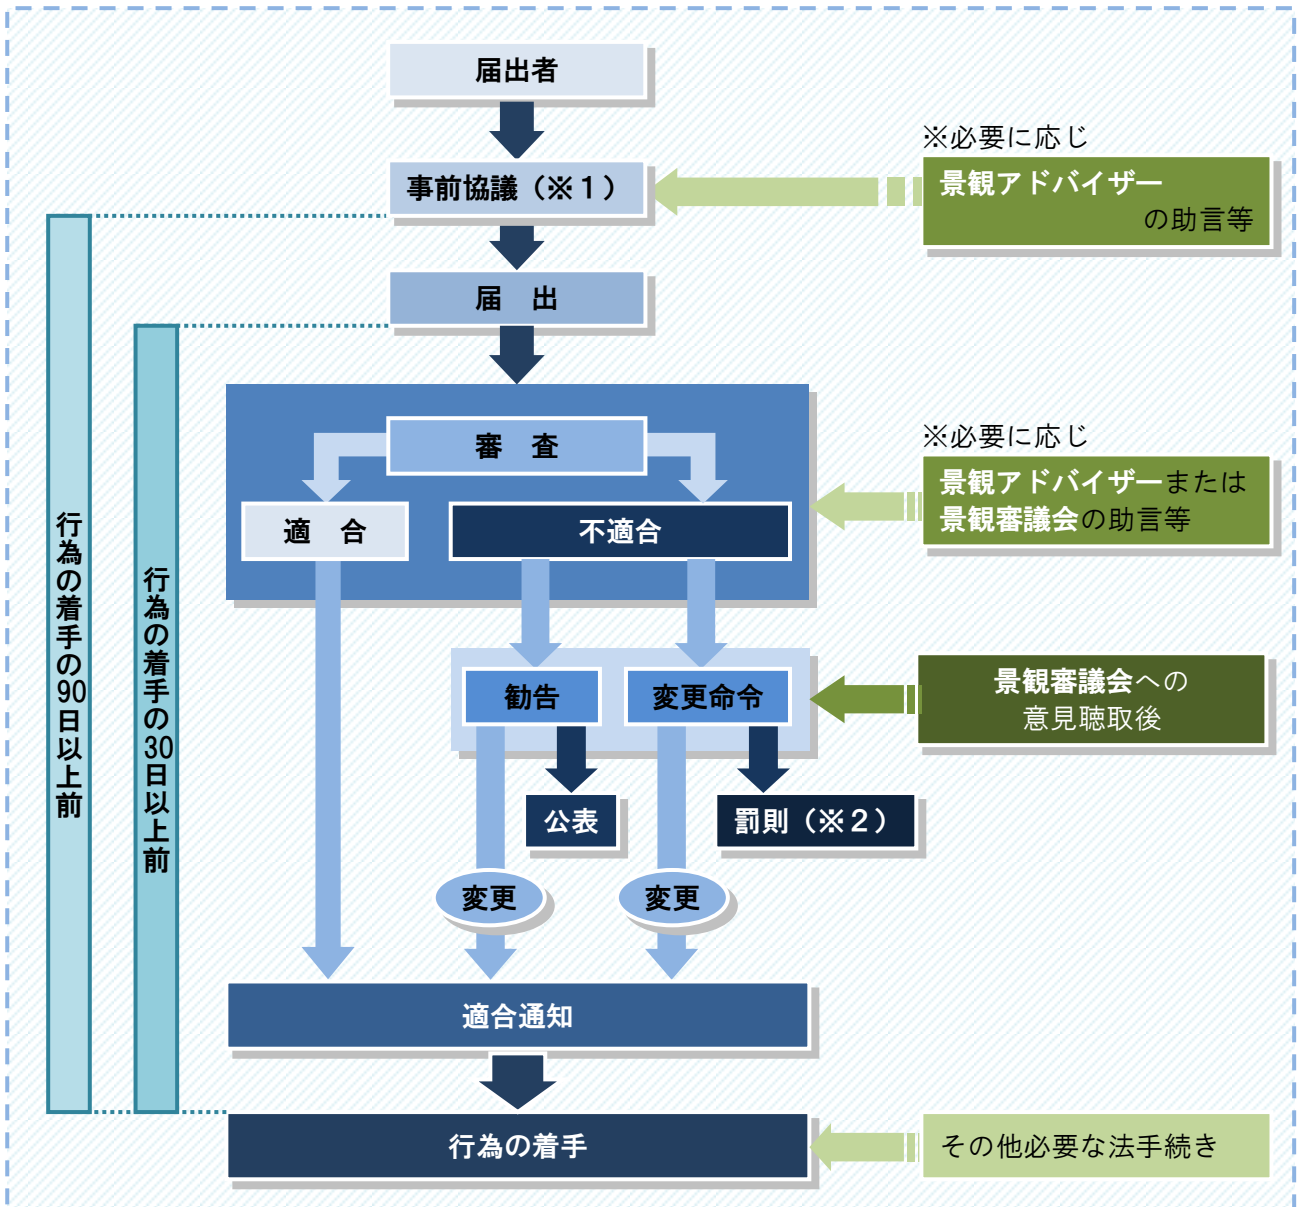 届出者
※必要に応じ
事前協議（※１）
景観アドバイザー
の助言等
届　出
審　査
※必要に応じ
適　合
不適合
景観アドバイザーまたは
景観審議会の助言等
行為の着手の90日以上前
行為の着手の30日以上前
勧告
変更命令
景観審議会への
意見聴取後
公表
罰則（※２）
変更
変更
適合通知
行為の着手
その他必要な法手続き